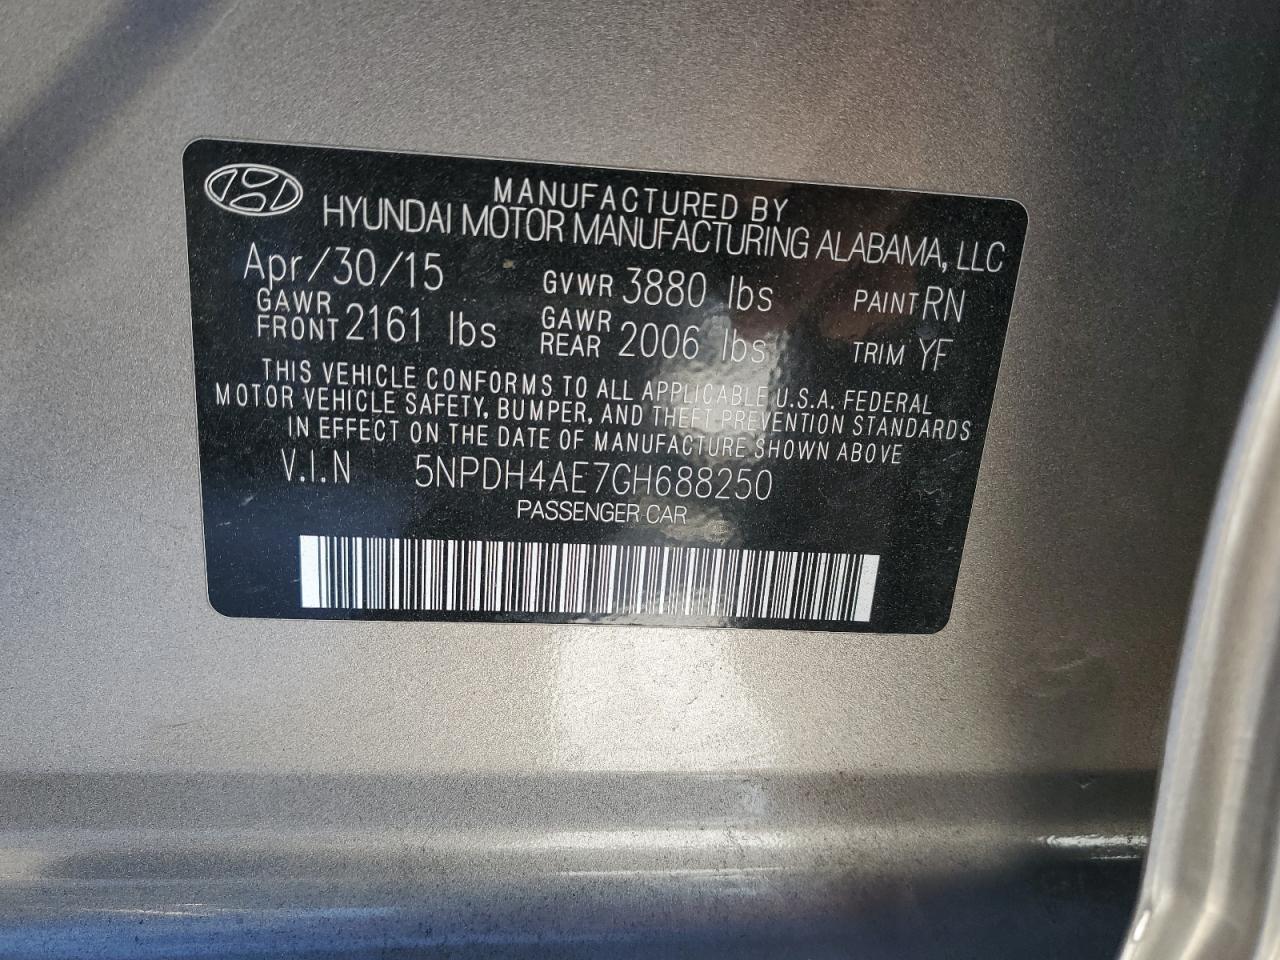 MANUFACTURED BY
HYUNDAI MOTOR MANUFACTURING ALABAMA, LLC
Apr/30/15 GVWR 3880 lbs PAINT RN
GAWR FRONT 2161 lbs GAWR REAR 2006 lbs TRIM YF
THIS VEHICLE CONFORMS TO ALL APPLICABLE U.S.A. FEDERAL
MOTOR VEHICLE SAFETY, BUMPER, AND THEFT PREVENTION STANDARDS
IN EFFECT ON THE DATE OF MANUFACTURE SHOWN ABOVE
V.I.N 5NPDH4AE7GH688250
PASSENGER CAR